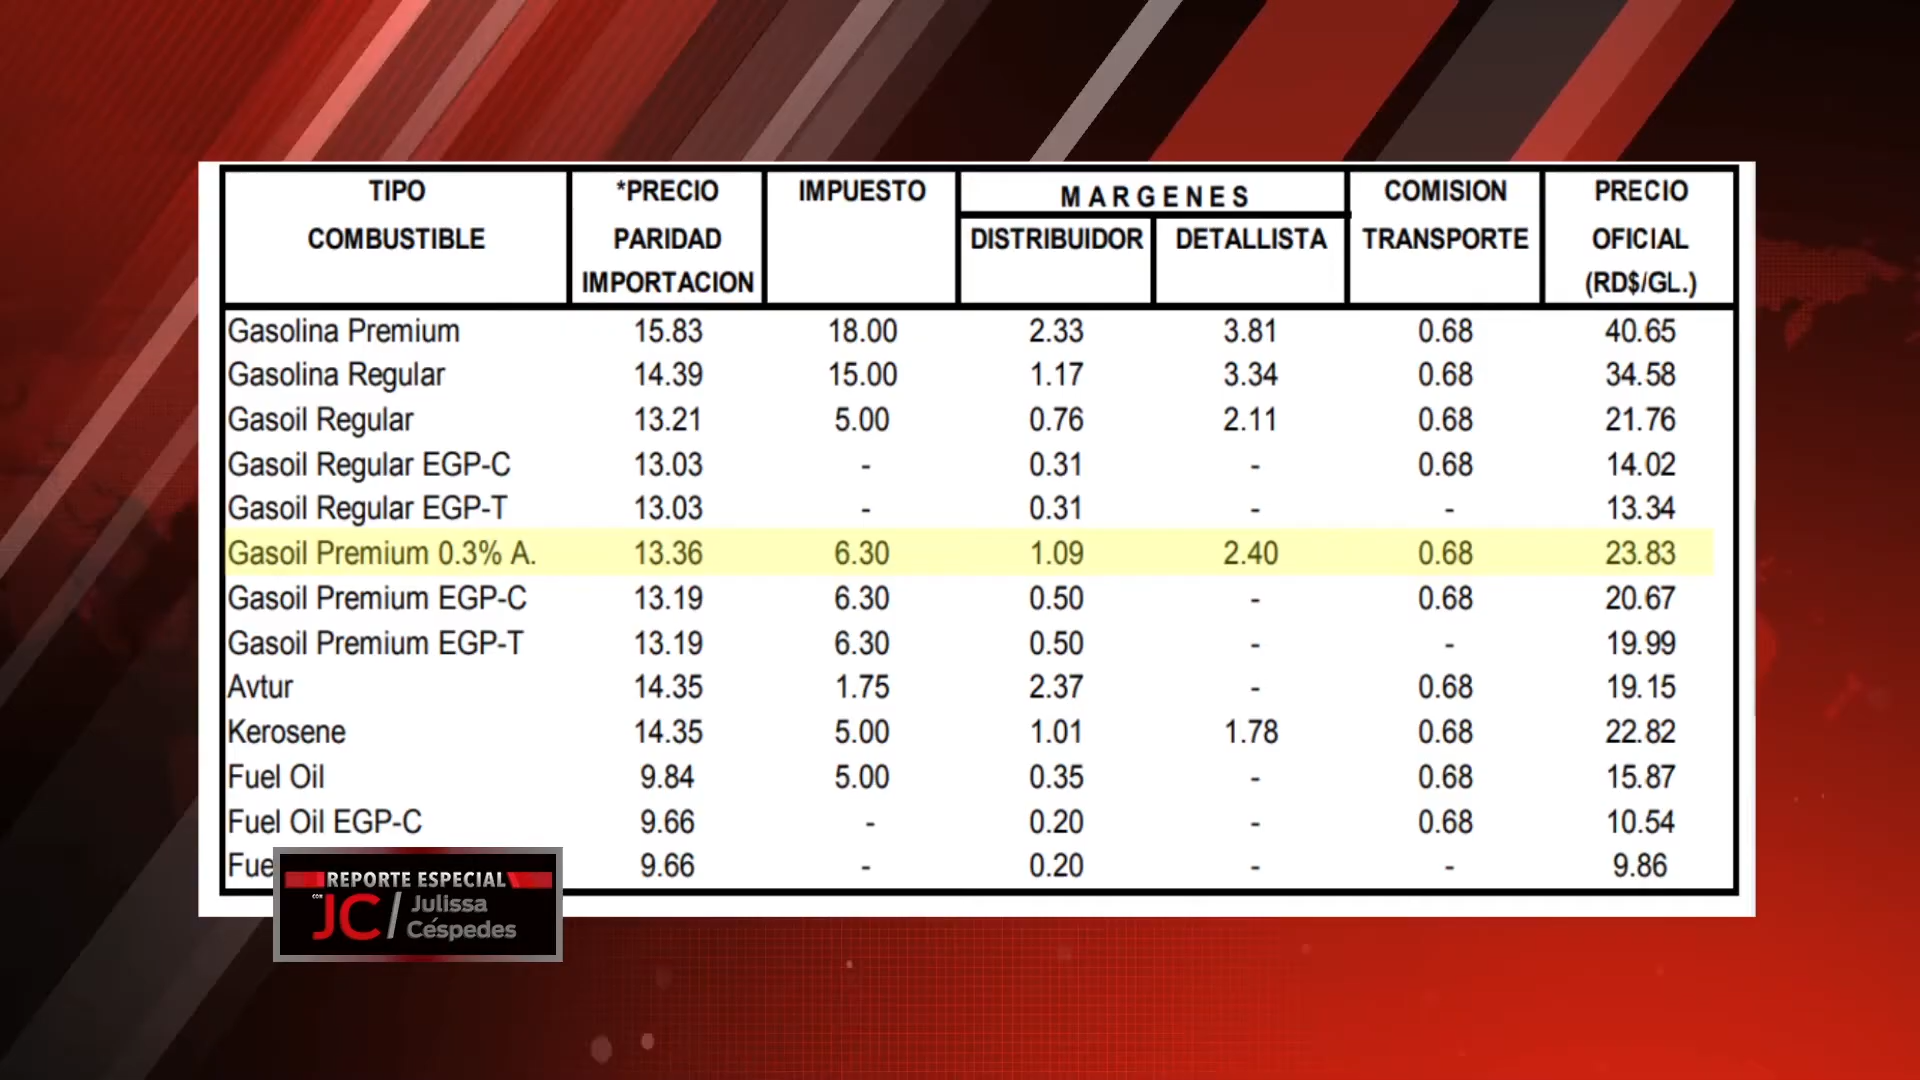 TIPO COMBUSTIBLE *PRECIO PARIDAD IMPORTACION IMPUESTO MARGENES DISTRIBUIDOR DETALLISTA COMISION TRANSPORTE PRECIO OFICIAL (RD$/GL.)
Gasolina Premium 15.83 18.00 2.33 3.81 0.68 40.65
Gasolina Regular 14.39 15.00 1.17 3.34 0.68 34.58
Gasoil Regular 13.21 5.00 0.76 2.11 0.68 21.76
Gasoil Regular EGP-C 13.03 - 0.31 - 0.68 14.02
Gasoil Regular EGP-T 13.03 - 0.31 - - 13.34
Gasoil Premium 0.3% A. 13.36 6.30 1.09 2.40 0.68 23.83
Gasoil Premium EGP-C 13.19 6.30 0.50 - 0.68 20.67
Gasoil Premium EGP-T 13.19 6.30 0.50 - - 19.99
Avtur 14.35 1.75 2.37 - 0.68 19.15
Kerosene 14.35 5.00 1.01 1.78 0.68 22.82
Fuel Oil 9.84 5.00 0.35 - 0.68 15.87
Fuel Oil EGP-C 9.66 - 0.20 - 0.68 10.54
Fue 9.66 - 0.20 - - 9.86
REPORTE ESPECIAL
CON JC/ Julissa
Céspedes